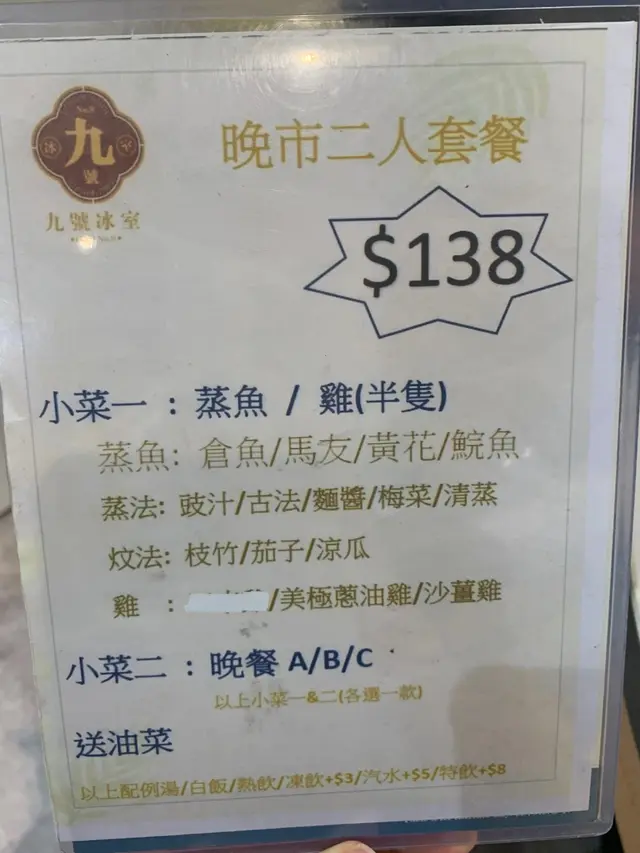 九
號
冰
室
九號冰室
晚市二人套餐
$138
小菜一 : 蒸魚 / 雞(半隻)
蒸魚: 倉魚/馬友/黃花/鯇魚
蒸法: 豉汁/古法/麵醬/梅菜/清蒸
炆法: 枝竹/茄子/涼瓜
雞 : /美極蔥油雞/沙薑雞
小菜二 : 晚餐 A/B/C
以上小菜一&二(各選一款)
送油菜
以上配例湯/白飯/熱飲/凍飲+$3/汽水+$5/特飲+$8